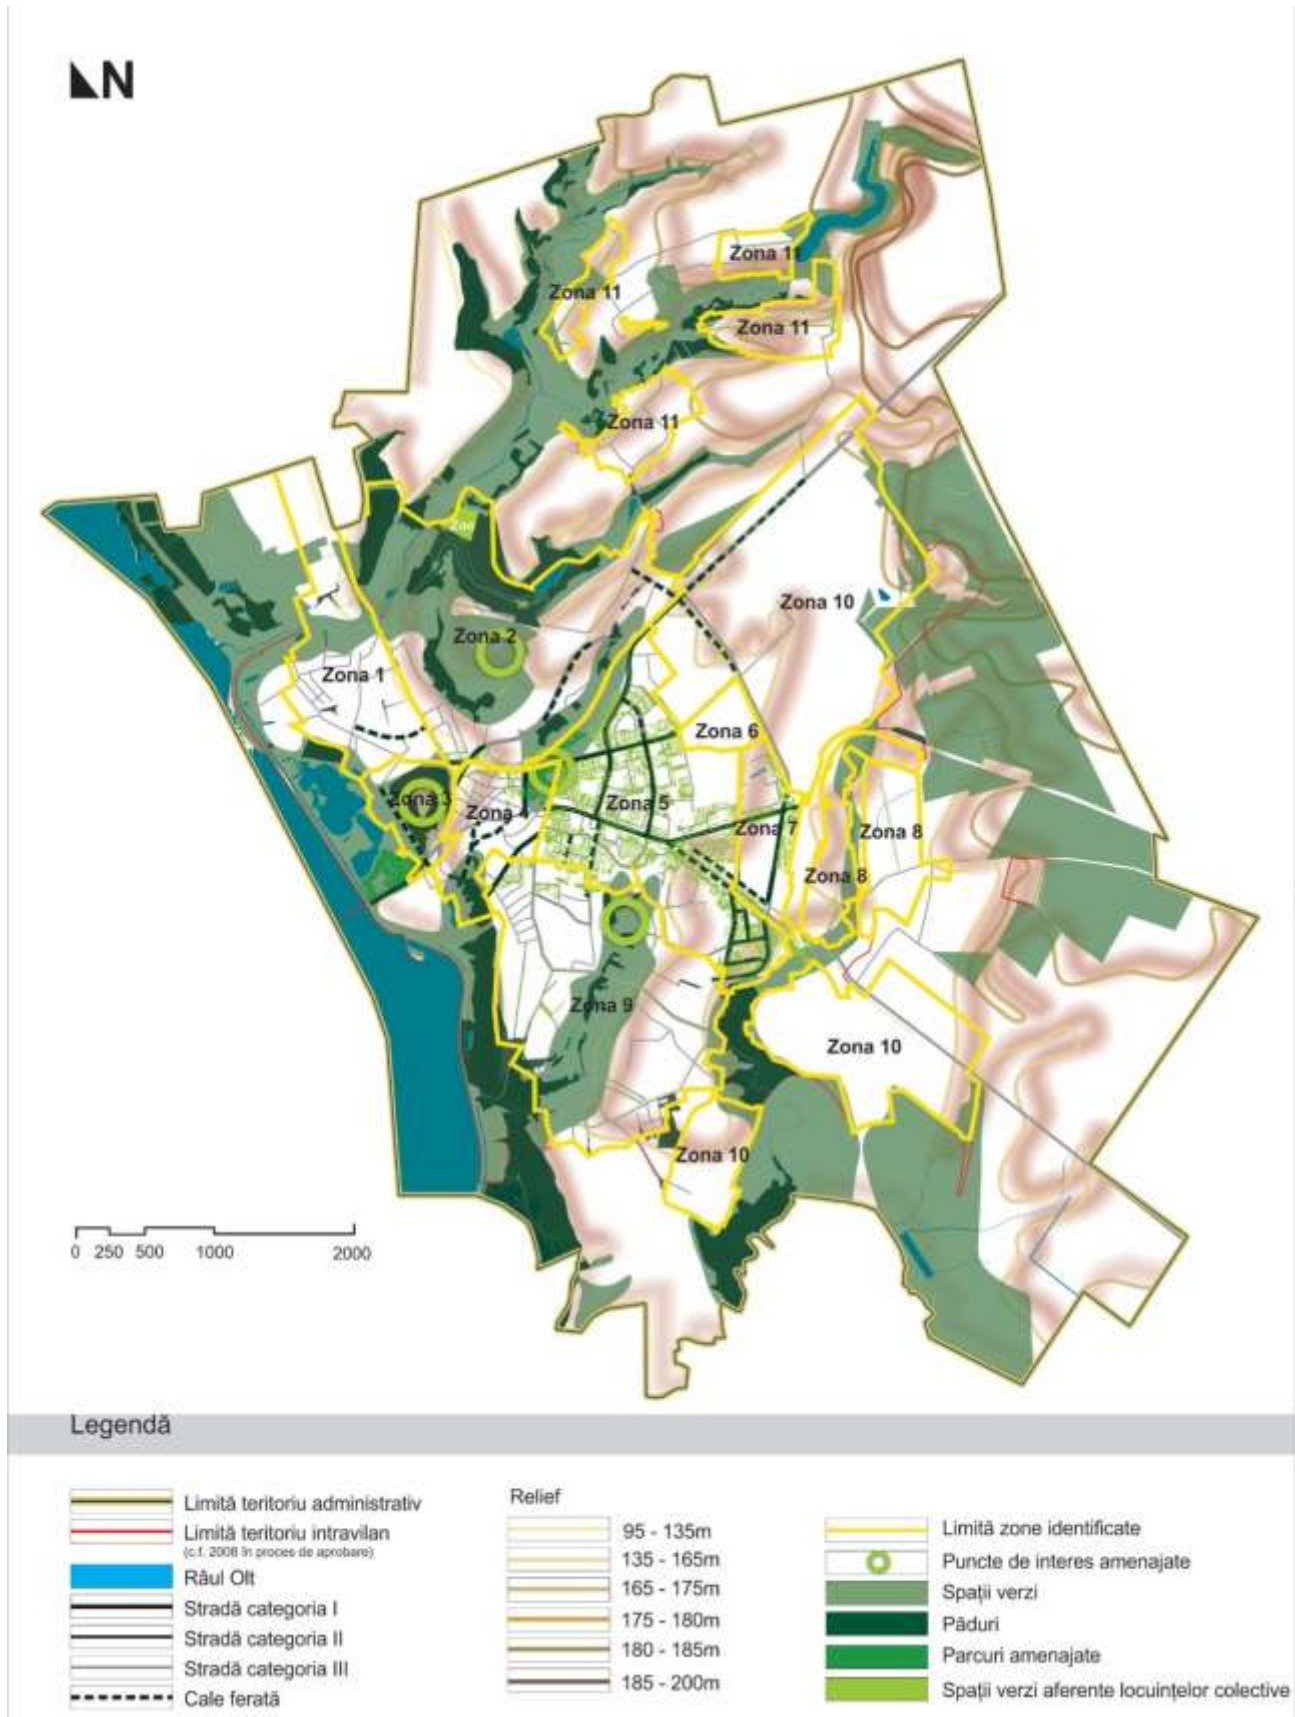 N
Zona 11
Zona 11
Zona 11
Zona 11
Zoo
Zona 10
Zona 2
Zona 1
Zona 6
Zona 3
Zona 4
Zona 5
Zona 7
Zona 8
Zona 8
Zona 9
Zona 10
Zona 10
0 250 500 1000 2000
Legendă
Limită teritoriu administrativ
Limită teritoriu intravilan
(c.f. 2008 în proces de aprobare)
Râul Olt
Stradă categoria I
Stradă categoria II
Stradă categoria III
Cale ferată
Relief
95 - 135m
135 - 165m
165 - 175m
175 - 180m
180 - 185m
185 - 200m
Limită zone identificate
Puncte de interes amenajate
Spații verzi
Păduri
Parcuri amenajate
Spații verzi aferente locuințelor colective